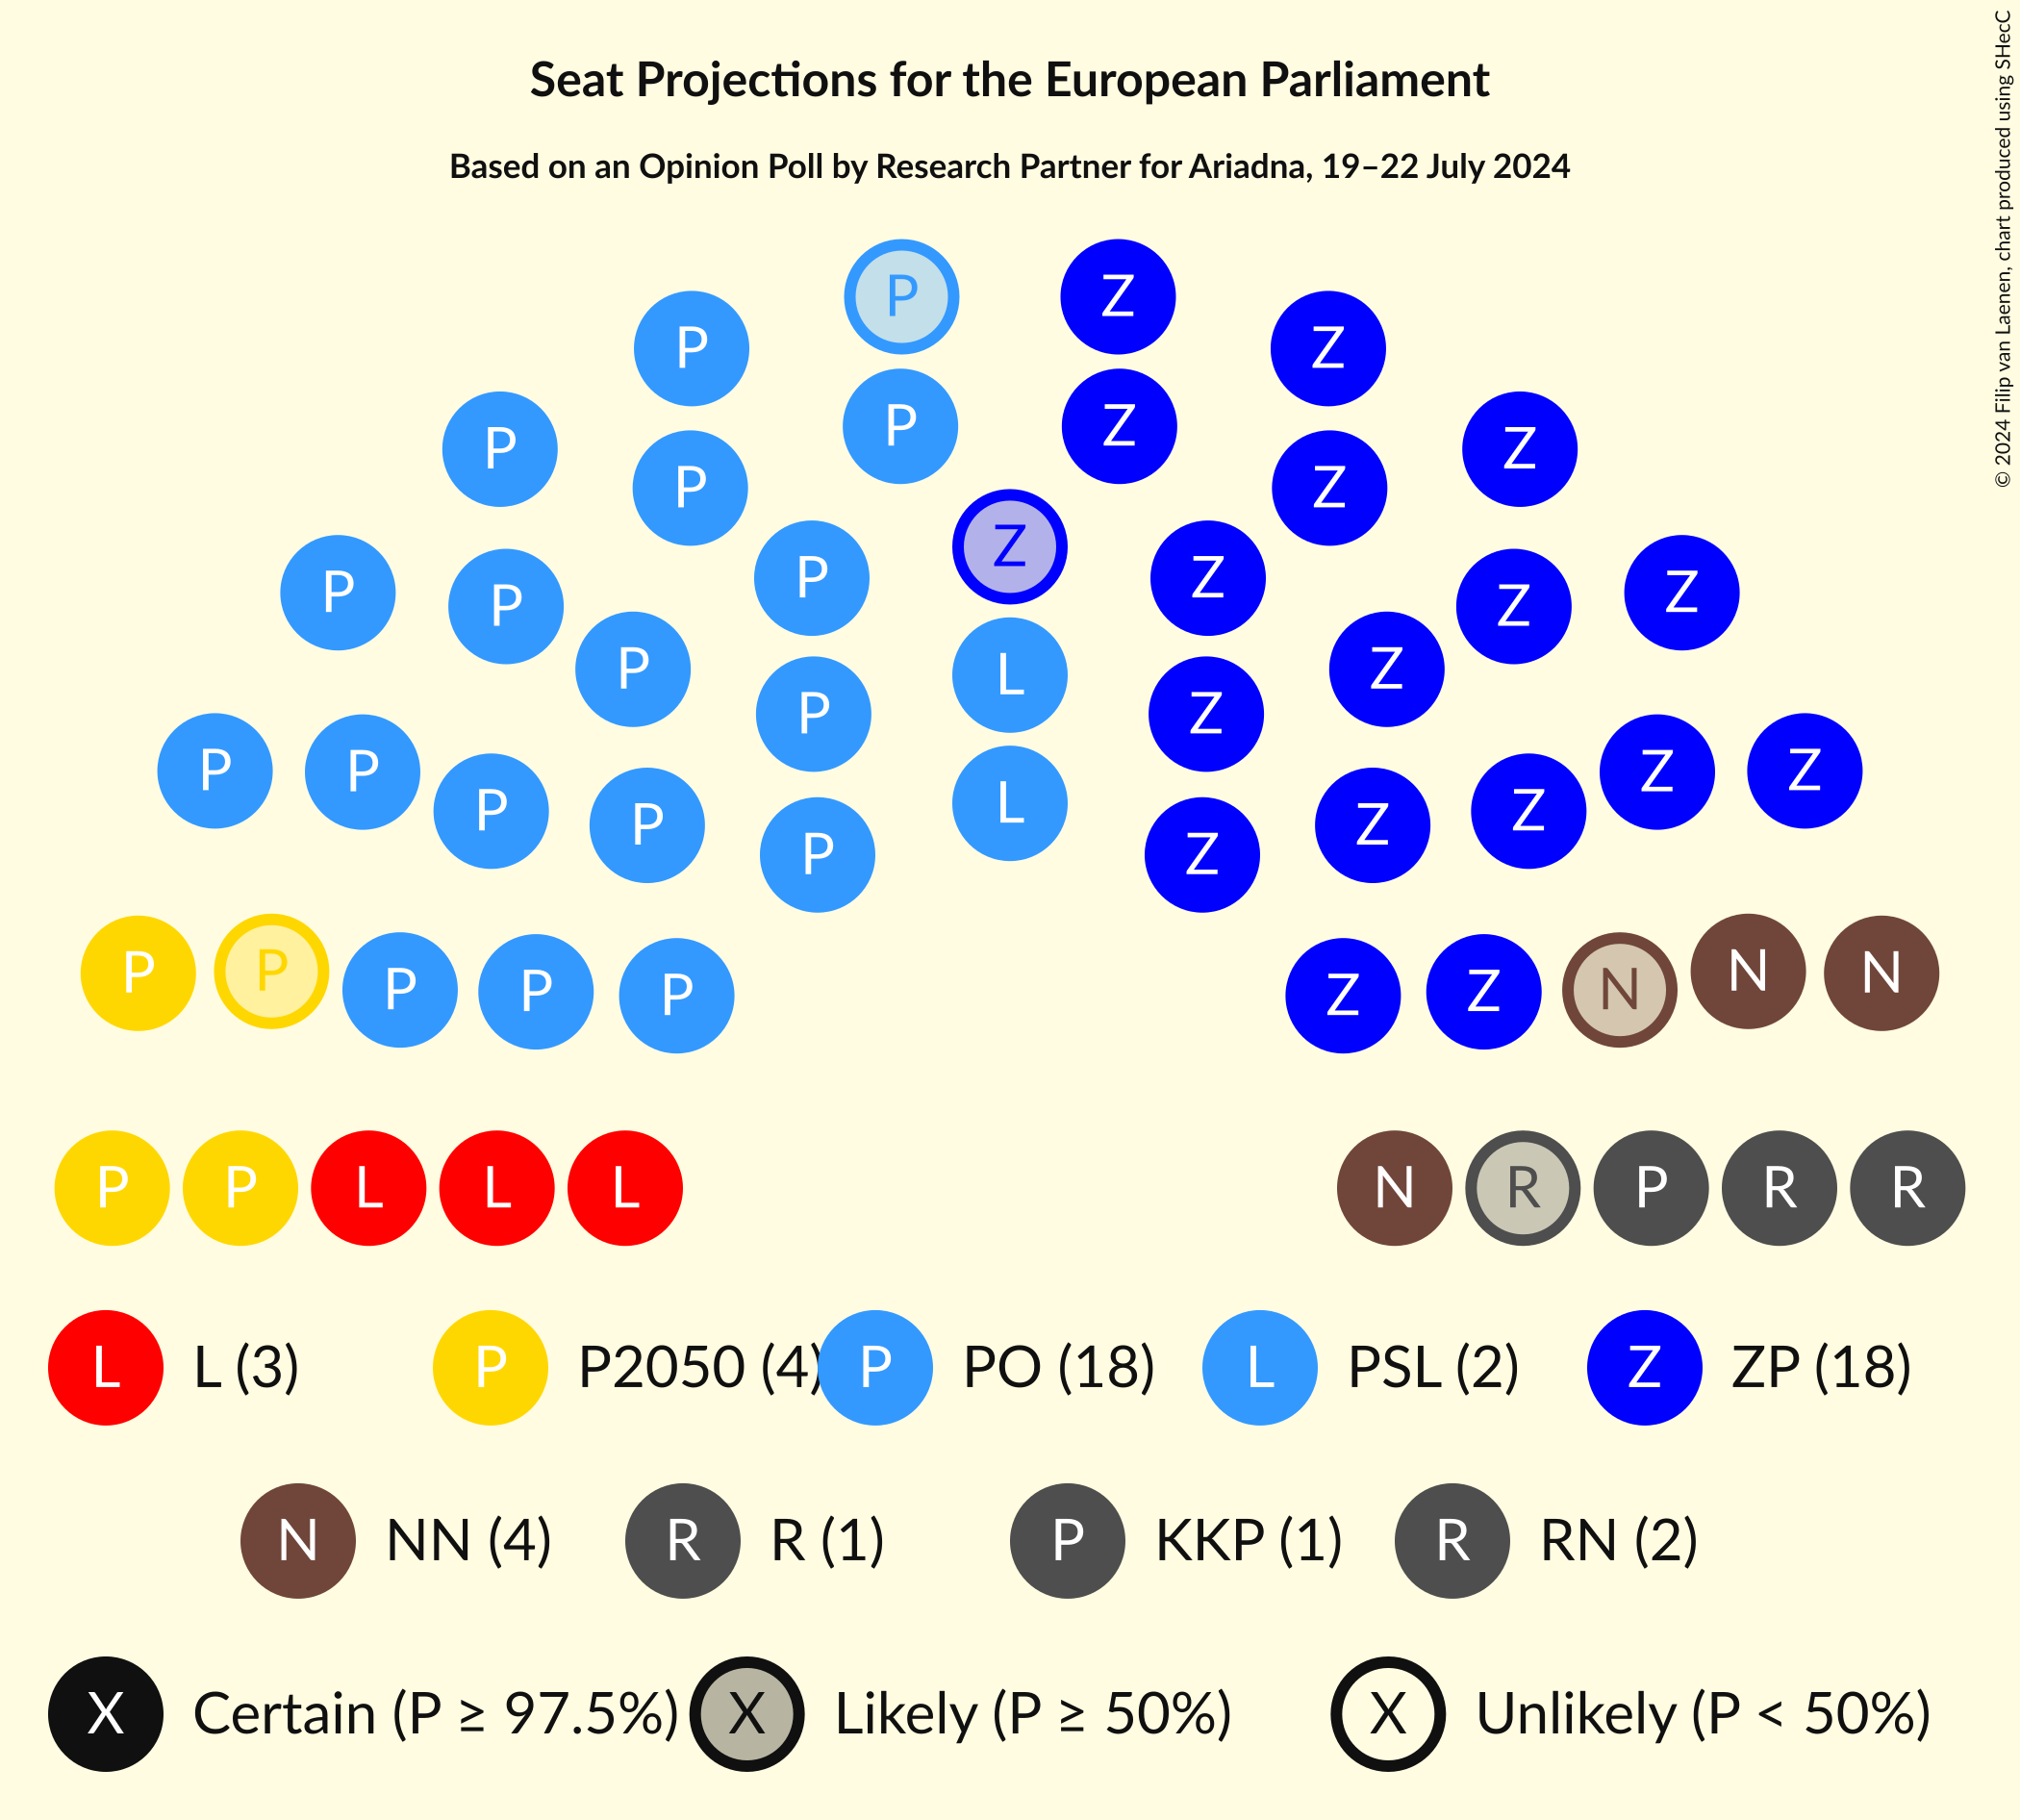 Seat Projections for the European Parliament
Based on an Opinion Poll by Research Partner for Ariadna, 19–22 July 2024
© 2024 Filip van Laenen, chart produced using SHecC
P Z
P Z
P P Z Z
P Z
P Z
P Z Z
P P Z Z
P L Z
P Z
P P L Z Z
P P Z Z
P Z
P P P P P Z Z N N N
P P L L L N R P R R
L L (3) P P2050 (4) P PO (18) L PSL (2) Z ZP (18)
N NN (4) R R (1) P KKP (1) R RN (2)
X Certain (P ≥ 97.5%) X Likely (P ≥ 50%) X Unlikely (P < 50%)